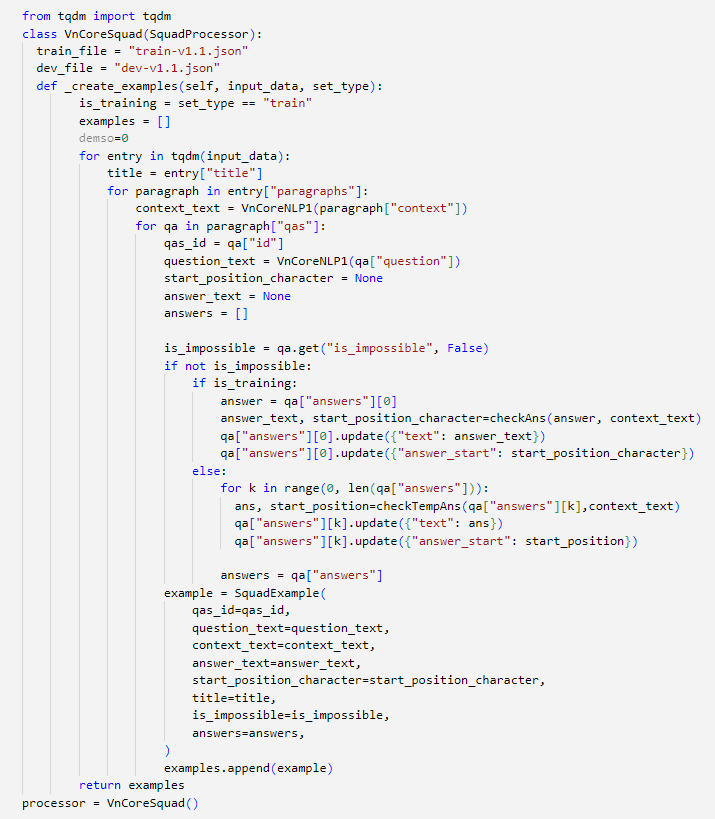 from tqdm import tqdm
class VnCoreSquad(SquadProcessor):
  train_file = "train-v1.1.json"
  dev_file = "dev-v1.1.json"
  def _create_examples(self, input_data, set_type):
        is_training = set_type == "train"
        examples = []
        demso=0
        for entry in tqdm(input_data):
            title = entry["title"]
            for paragraph in entry["paragraphs"]:
                context_text = VnCoreNLP1(paragraph["context"])
                for qa in paragraph["qas"]:
                    qas_id = qa["id"]
                    question_text = VnCoreNLP1(qa["question"])
                    start_position_character = None
                    answer_text = None
                    answers = []

                    is_impossible = qa.get("is_impossible", False)
                    if not is_impossible:
                        if is_training:
                            answer = qa["answers"][0]
                            answer_text, start_position_character=checkAns(answer, context_text)
                            qa["answers"][0].update({"text": answer_text})
                            qa["answers"][0].update({"answer_start": start_position_character})
                        else:
                            for k in range(0, len(qa["answers"])):
                              ans, start_position=checkTempAns(qa["answers"][k],context_text)
                              qa["answers"][k].update({"text": ans})
                              qa["answers"][k].update({"answer_start": start_position})

                            answers = qa["answers"]
                    example = SquadExample(
                        qas_id=qas_id,
                        question_text=question_text,
                        context_text=context_text,
                        answer_text=answer_text,
                        start_position_character=start_position_character,
                        title=title,
                        is_impossible=is_impossible,
                        answers=answers,
                    )
                    examples.append(example)
        return examples
processor = VnCoreSquad()